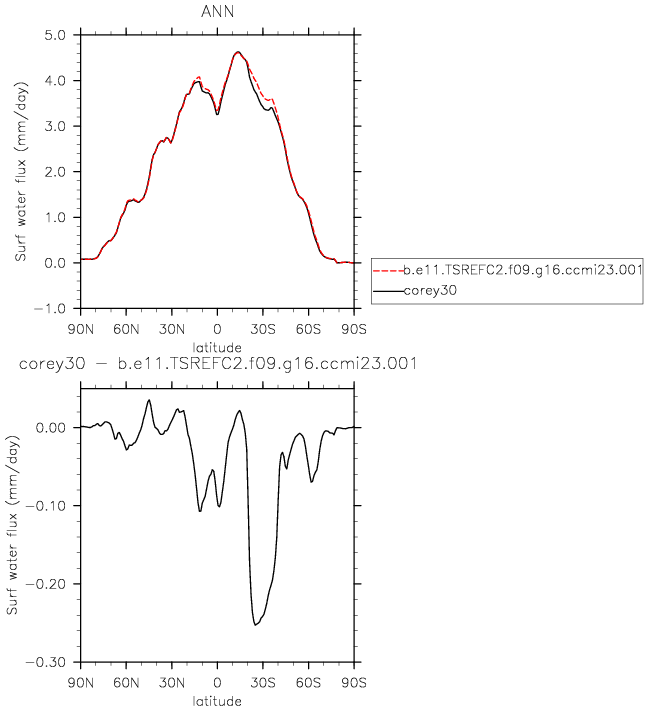 ANN
Surf water flux (mm/day)
5.0
4.0
3.0
2.0
1.0
0.0
−1.0
90N 60N 30N 0 30S 60S 90S
latitude
b.e11.TSREFC2.f09.g16.ccmi23.001
corey30
corey30 − b.e11.TSREFC2.f09.g16.ccmi23.001
Surf water flux (mm/day)
0.00
−0.10
−0.20
−0.30
90N 60N 30N 0 30S 60S 90S
latitude